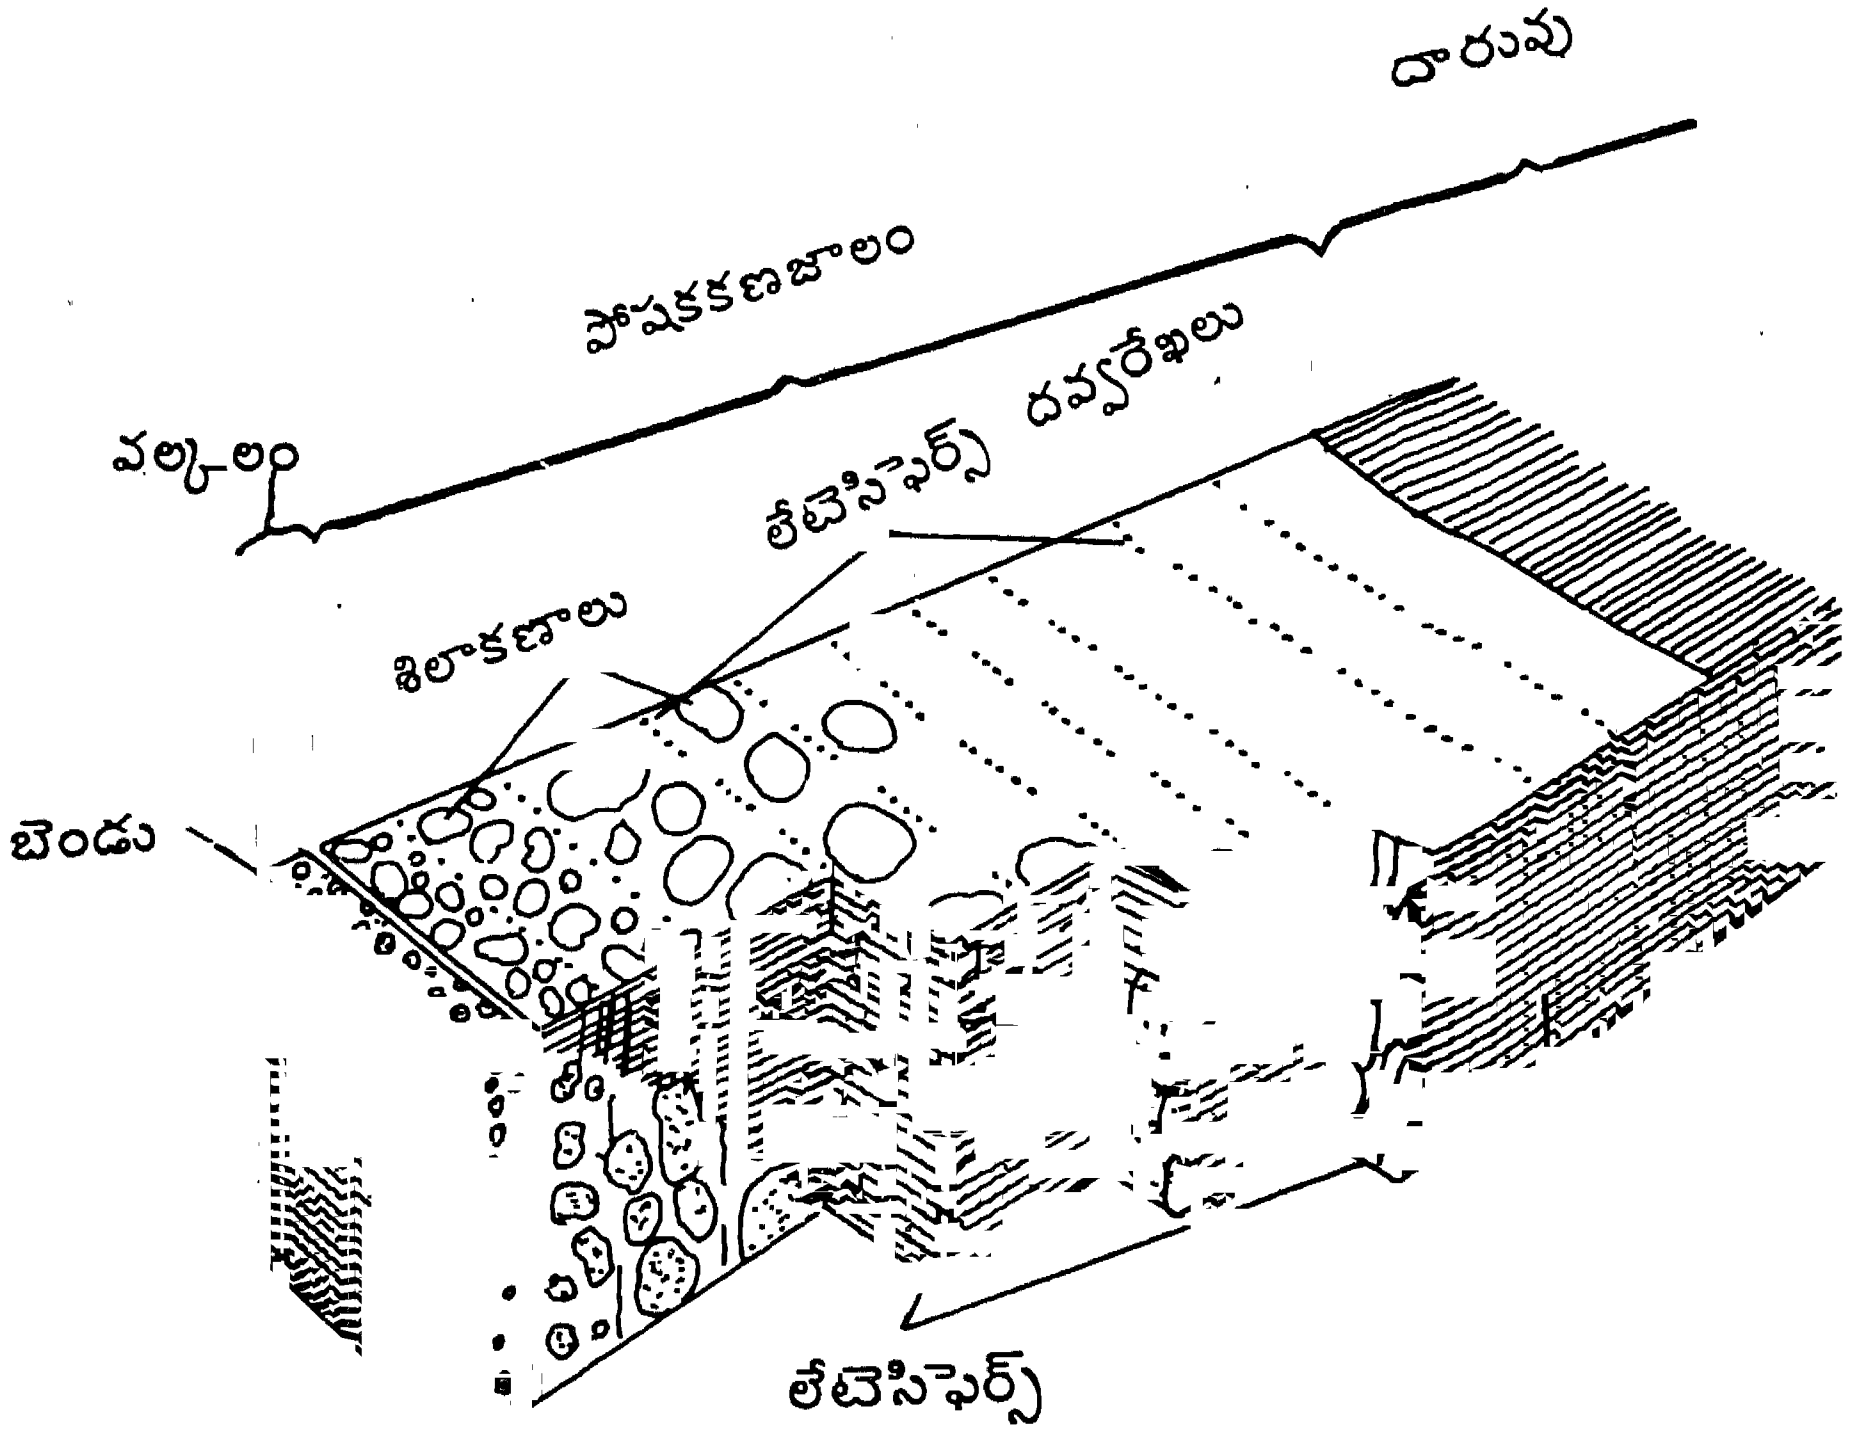 దారువు
పోషకకణజాలం
దవ్వరేఖలు
వల్కలం
లేటెసిఫెర్స్
శిలాకణాలు
బెండు
లేటెసిఫెర్స్